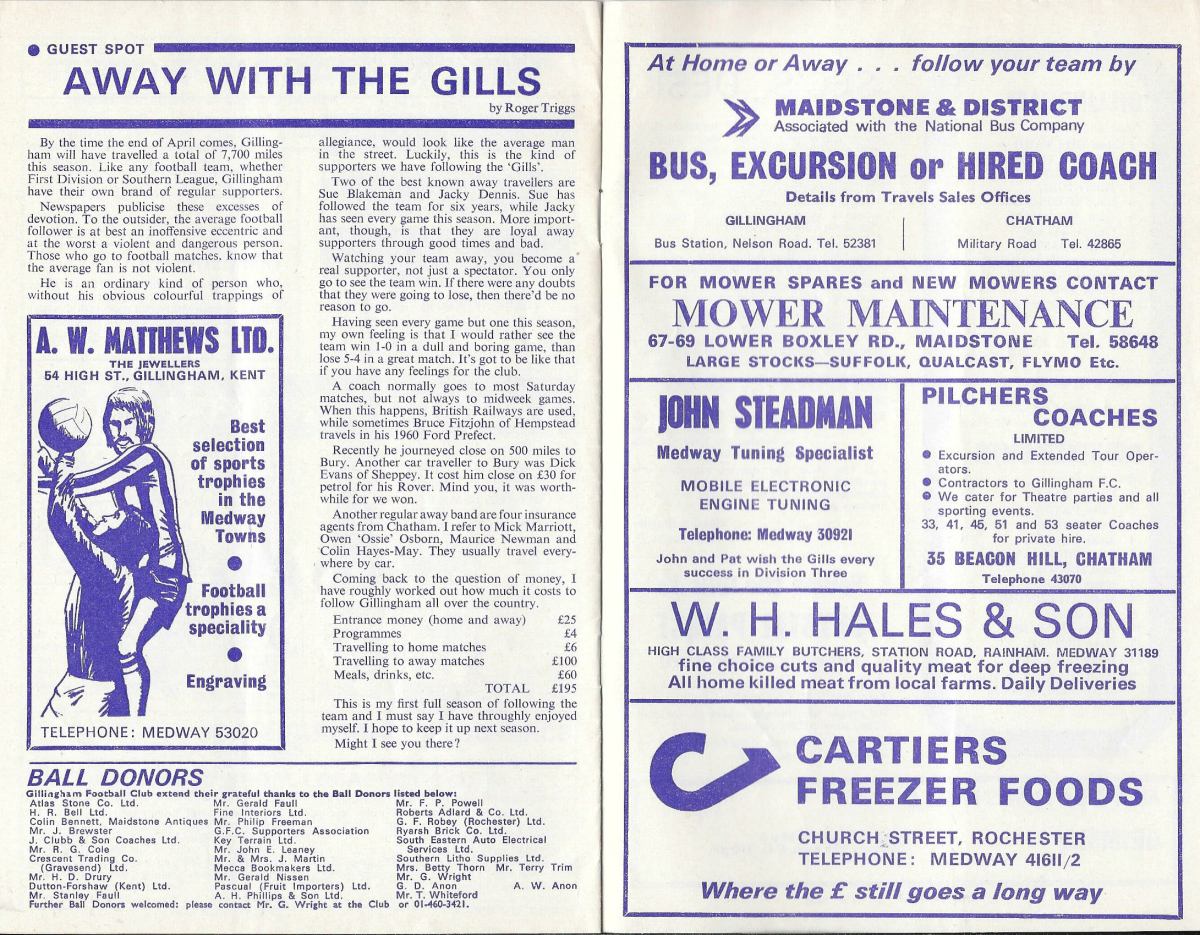 ● GUEST SPOT
AWAY WITH THE GILLS
by Roger Triggs
By the time the end of April comes, Gilling-
ham will have travelled a total of 7,700 miles
this season. Like any football team, whether
First Division or Southern League, Gillingham
have their own brand of regular supporters.
Newspapers publicise these excesses of
devotion. To the outsider, the average football
follower is at best an inoffensive eccentric and
at the worst a violent and dangerous person.
Those who go to football matches. know that
the average fan is not violent.
He is an ordinary kind of person who,
without his obvious colourful trappings of
allegiance, would look like the average man
in the street. Luckily, this is the kind of
supporters we have following the 'Gills'.
Two of the best known away travellers are
Sue Blakeman and Jacky Dennis. Sue has
followed the team for six years, while Jacky
has seen every game this season. More import-
ant, though, is that they are loyal away
supporters through good times and bad.
Watching your team away, you become a
real supporter, not just a spectator. You only
go to see the team win. If there were any doubts
that they were going to lose, then there'd be no
reason to go.
Having seen every game but one this season,
my own feeling is that I would rather see the
team win 1-0 in a dull and boring game, than
lose 5-4 in a great match. It's got to be like that
if you have any feelings for the club.
A coach normally goes to most Saturday
matches, but not always to midweek games.
When this happens, British Railways are used,
while sometimes Bruce Fitzjohn of Hempstead
travels in his 1960 Ford Prefect.
Recently he journeyed close on 500 miles to
Bury. Another car traveller to Bury was Dick
Evans of Sheppey. It cost him close on £30 for
petrol for his Rover. Mind you, it was worth-
while for we won.
Another regular away band are four insurance
agents from Chatham. I refer to Mick Marriott,
Owen 'Ossie' Osborn, Maurice Newman and
Colin Hayes-May. They usually travel every-
where by car.
Coming back to the question of money, I
have roughly worked out how much it costs to
follow Gillingham all over the country.
Entrance money (home and away) £25
Programmes £4
Travelling to home matches £6
Travelling to away matches £100
Meals, drinks, etc. £60
TOTAL £195
This is my first full season of following the
team and I must say I have throughly enjoyed
myself. I hope to keep it up next season.
Might I see you there?
A. W. MATTHEWS LTD.
THE JEWELLERS
54 HIGH ST., GILLINGHAM, KENT
Best
selection
of sports
trophies
in the
Medway
Towns
●
Football
trophies a
speciality
●
Engraving
TELEPHONE: MEDWAY 53020
BALL DONORS
Gillingham Football Club extend their grateful thanks to the Ball Donors listed below:
Atlas Stone Co. Ltd.
H. R. Bell Ltd.
Colin Bennett, Maidstone Antiques
Mr. J. Brewster
J. Clubb & Son Coaches Ltd.
Mr. R. G. Cole
Crescent Trading Co.
(Gravesend) Ltd.
Mr. H. D. Drury
Dutton-Forshaw (Kent) Ltd.
Mr. Stanley Faull
Mr. Gerald Faull
Fine Interiors Ltd.
Mr. Philip Freeman
G.F.C. Supporters Association
Key Terrain Ltd.
Mr. John E. Leaney
Mr. & Mrs. J. Martin
Mecca Bookmakers Ltd.
Mr. Gerald Nissen
Pascual (Fruit Importers) Ltd.
A. H. Phillips & Son Ltd.
Mr. F. P. Powell
Roberts Adlard & Co. Ltd.
G. F. Robey (Rochester) Ltd.
Ryarsh Brick Co. Ltd.
South Eastern Auto Electrical
Services Ltd.
Southern Litho Supplies Ltd.
Mrs. Betty Thorn Mr. Terry Trim
Mr. G. Wright
G. D. Anon A. W. Anon
Mr. T. Whiteford
Further Ball Donors welcomed: please contact Mr. G. Wright at the Club or 01-460-3421.
At Home or Away . . . follow your team by
MAIDSTONE & DISTRICT
Associated with the National Bus Company
BUS, EXCURSION or HIRED COACH
Details from Travels Sales Offices
GILLINGHAM
Bus Station, Nelson Road. Tel. 52381
CHATHAM
Military Road Tel. 42865
FOR MOWER SPARES and NEW MOWERS CONTACT
MOWER MAINTENANCE
67-69 LOWER BOXLEY RD., MAIDSTONE Tel. 58648
LARGE STOCKS—SUFFOLK, QUALCAST, FLYMO Etc.
JOHN STEADMAN
Medway Tuning Specialist
MOBILE ELECTRONIC
ENGINE TUNING
Telephone: Medway 30921
John and Pat wish the Gills every
success in Division Three
PILCHERS
COACHES
LIMITED
● Excursion and Extended Tour Oper-
ators.
● Contractors to Gillingham F.C.
● We cater for Theatre parties and all
sporting events.
33, 41, 45, 51 and 53 seater Coaches
for private hire.
35 BEACON HILL, CHATHAM
Telephone 43070
W. H. HALES & SON
HIGH CLASS FAMILY BUTCHERS, STATION ROAD, RAINHAM. MEDWAY 31189
fine choice cuts and quality meat for deep freezing
All home killed meat from local farms. Daily Deliveries
CARTIERS
FREEZER FOODS
CHURCH STREET, ROCHESTER
TELEPHONE: MEDWAY 41611/2
Where the £ still goes a long way